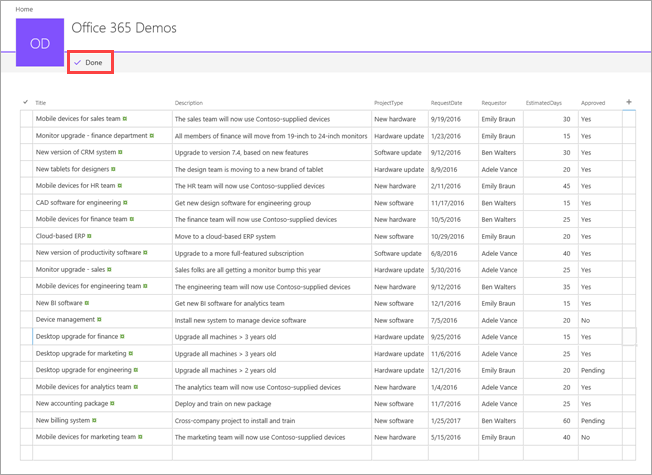 Home
OD
Office 365 Demos
Done
Title Description ProjectType RequestDate Requestor EstimatedDays Approved
Mobile devices for sales team The sales team will now use Contoso-supplied devices New hardware 9/19/2016 Emily Braun 30 Yes
Monitor upgrade - finance department All members of finance will move from 19-inch to 24-inch monitors Hardware update 1/23/2016 Emily Braun 15 Yes
New version of CRM system Upgrade to version 7.4, based on new features Software update 9/12/2016 Ben Walters 30 Yes
New tablets for designers The design team is moving to a new brand of tablet Hardware update 8/9/2016 Adele Vance 20 Yes
Mobile devices for HR team The HR team will now use Contoso-supplied devices New hardware 2/11/2016 Emily Braun 45 Yes
CAD software for engineering Get new design software for engineering group New software 11/17/2016 Ben Walters 15 Yes
Mobile devices for finance team The finance team will now use Contoso-supplied devices New hardware 10/5/2016 Ben Walters 25 Yes
Cloud-based ERP Move to a cloud-based ERP system New software 10/29/2016 Emily Braun 20 Yes
New version of productivity software Upgrade to a more full-featured subscription Software update 6/8/2016 Adele Vance 40 Yes
Monitor upgrade - sales Sales folks are all getting a monitor bump this year Hardware update 5/30/2016 Adele Vance 25 Yes
Mobile devices for engineering team The engineering team will now use Contoso-supplied devices New hardware 9/12/2016 Ben Walters 35 Yes
New BI software Get new BI software for analytics team New software 12/1/2016 Emily Braun 15 Yes
Device management Install new system to manage device software New software 7/5/2016 Adele Vance 20 No
Desktop upgrade for finance Upgrade all machines > 3 years old Hardware update 9/25/2016 Adele Vance 15 Yes
Desktop upgrade for marketing Upgrade all machines > 3 years old Hardware update 11/6/2016 Adele Vance 25 Yes
Desktop upgrade for engineering Upgrade all machines > 2 years old Hardware update 12/1/2016 Emily Braun 20 Pending
Mobile devices for analytics team The analytics team will now use Contoso-supplied devices New hardware 1/4/2016 Adele Vance 20 Yes
New accounting package Deploy and train on new package New software 11/7/2016 Adele Vance 25 Yes
New billing system Cross-company project to install and train New software 1/25/2017 Ben Walters 60 Pending
Mobile devices for marketing team The marketing team will now use Contoso-supplied devices New hardware 5/15/2016 Emily Braun 40 No